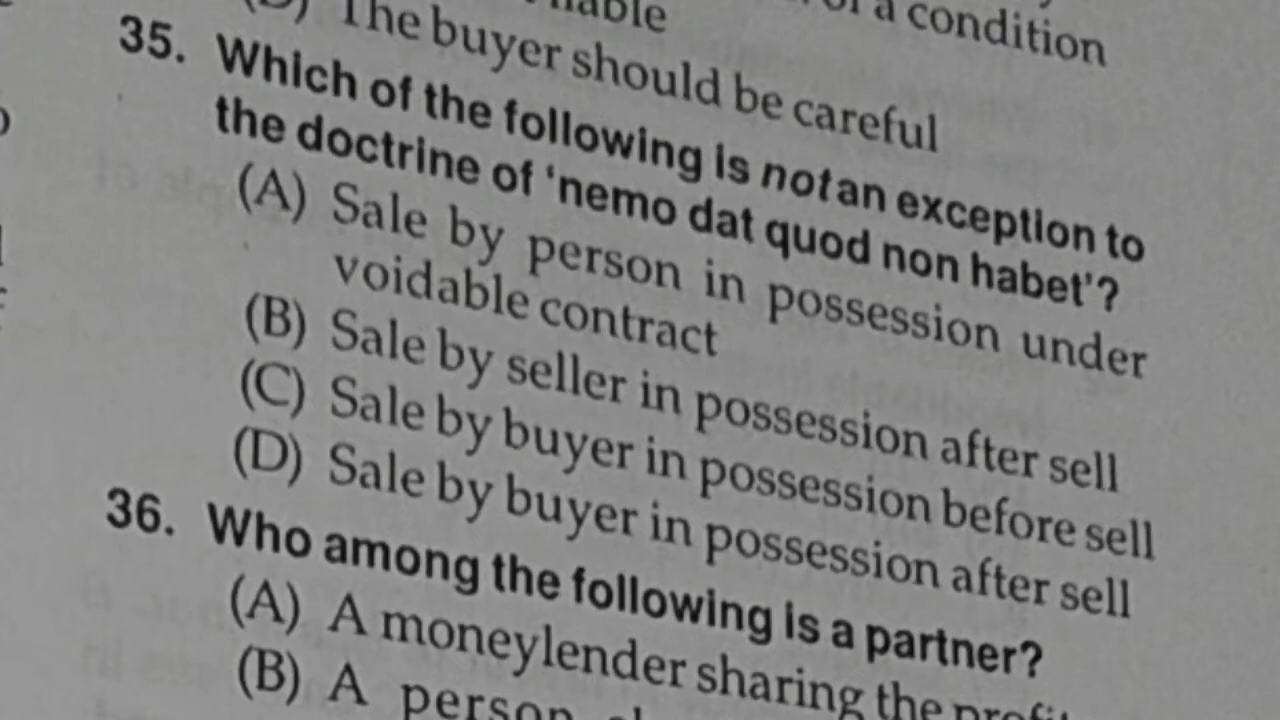 of a condition
(D) The buyer should be careful
35. Which of the following is not an exception to
the doctrine of 'nemo dat quod non habet'?
(A) Sale by person in possession under
voidable contract
(B) Sale by seller in possession after sell
(C) Sale by buyer in possession before sell
(D) Sale by buyer in possession after sell
36. Who among the following is a partner?
(A) A moneylender sharing the
(B) A person